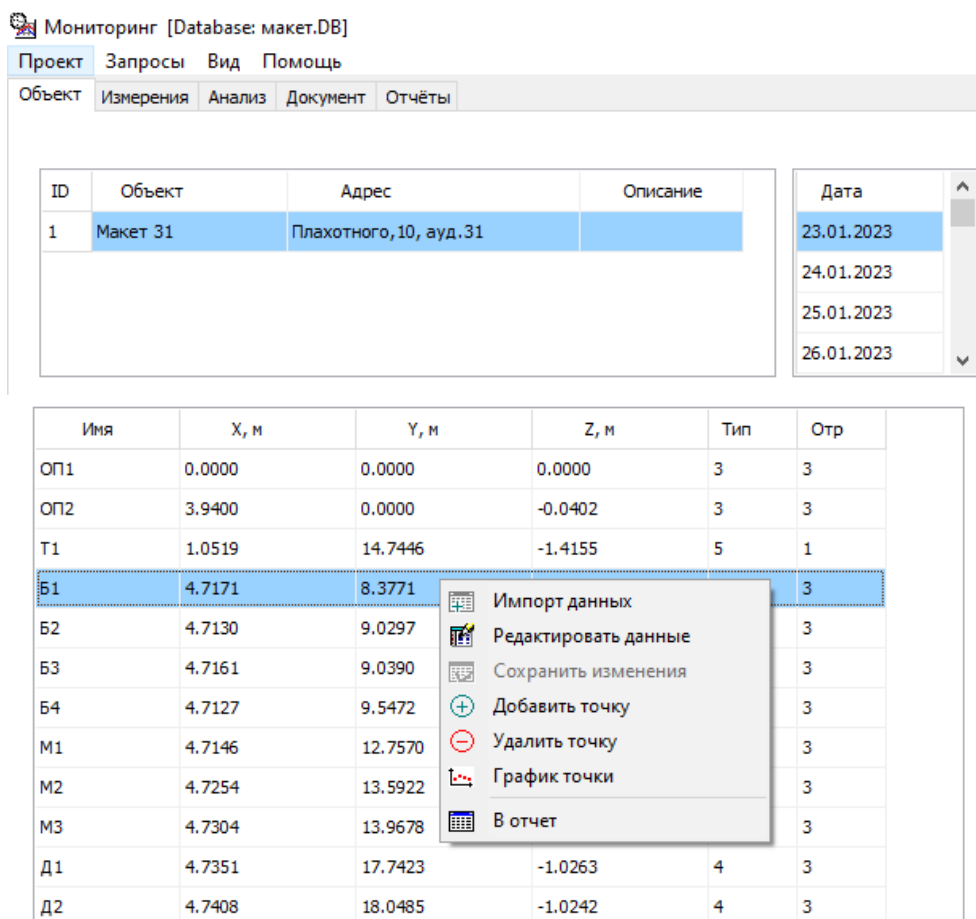 Мониторинг [Database: макет.DB]
Проект Запросы Вид Помощь
Объект Измерения Анализ Документ Отчёты
ID Объект Адрес Описание Дата
1 Макет 31 Плахотного,10, ауд.31 23.01.2023
24.01.2023
25.01.2023
26.01.2023
Имя X, м Y, м Z, м Тип Отр
ОП1 0.0000 0.0000 0.0000 3 3
ОП2 3.9400 0.0000 -0.0402 3 3
Т1 1.0519 14.7446 -1.4155 5 1
Б1 4.7171 8.3771 3
Импорт данных
Б2 4.7130 9.0297 Редактировать данные 3
Б3 4.7161 9.0390 Сохранить изменения 3
Б4 4.7127 9.5472 Добавить точку 3
М1 4.7146 12.7570 Удалить точку 3
М2 4.7254 13.5922 График точки 3
М3 4.7304 13.9678 В отчет 3
Д1 4.7351 17.7423 -1.0263 4 3
Д2 4.7408 18.0485 -1.0242 4 3